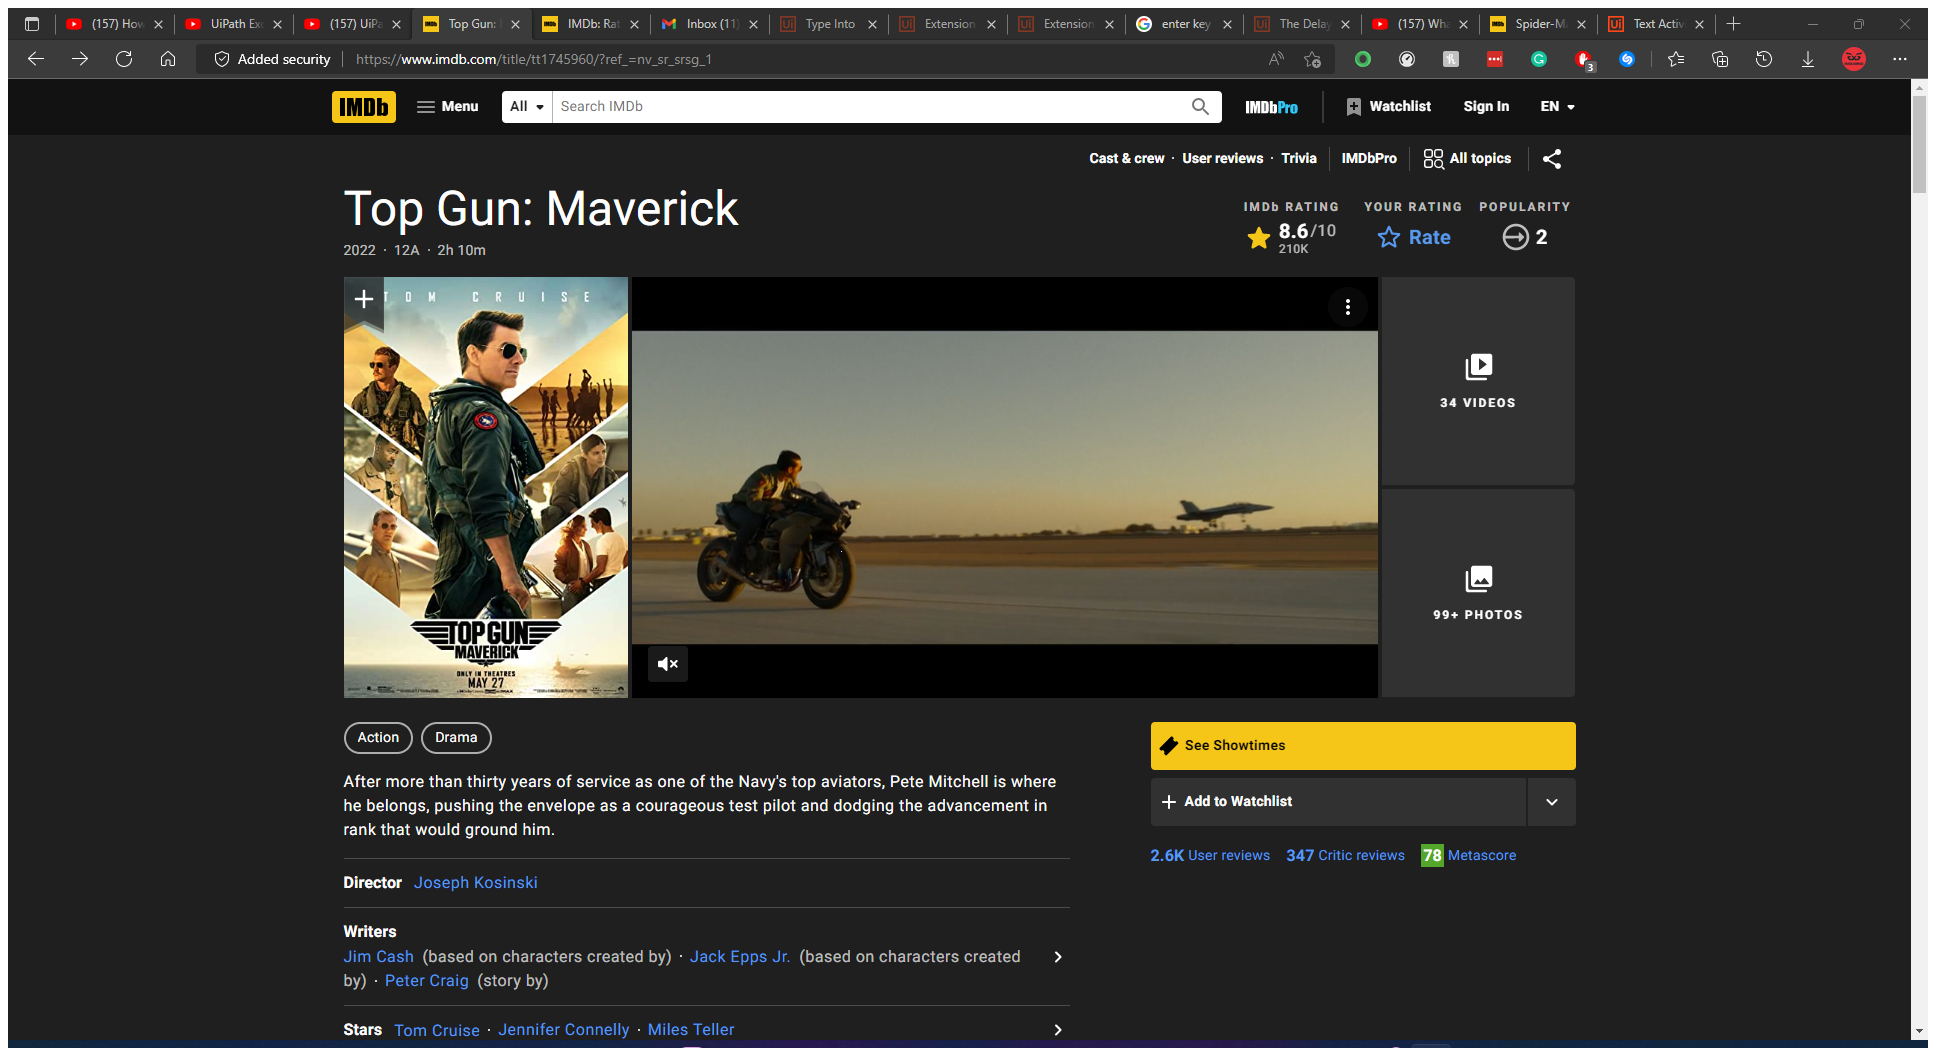 (157) How
UiPath Exc
(157) UiPa
Top Gun:
IMDb: Rat
Inbox (11)
Type Into
Extension
Extension
enter key
The Delay
(157) Wha
Spider-M
Text Activ
Added security
https://www.imdb.com/title/tt1745960/?ref_=nv_sr_srsg_1
3
IMDb
Menu
All
Search IMDb
IMDbPro
Watchlist
Sign In
EN
Cast & crew · User reviews · Trivia
IMDbPro
All topics
Top Gun: Maverick
2022 · 12A · 2h 10m
IMDb RATING
8.6/10
210K
YOUR RATING
Rate
POPULARITY
2
TOM CRUISE
TOP GUN
MAVERICK
ONLY IN THEATRES
MAY 27
34 VIDEOS
99+ PHOTOS
Action
Drama
After more than thirty years of service as one of the Navy's top aviators, Pete Mitchell is where
he belongs, pushing the envelope as a courageous test pilot and dodging the advancement in
rank that would ground him.
Director Joseph Kosinski
Writers
Jim Cash (based on characters created by) · Jack Epps Jr. (based on characters created
by) · Peter Craig (story by)
Stars Tom Cruise · Jennifer Connelly · Miles Teller
See Showtimes
Add to Watchlist
2.6K User reviews 347 Critic reviews 78 Metascore